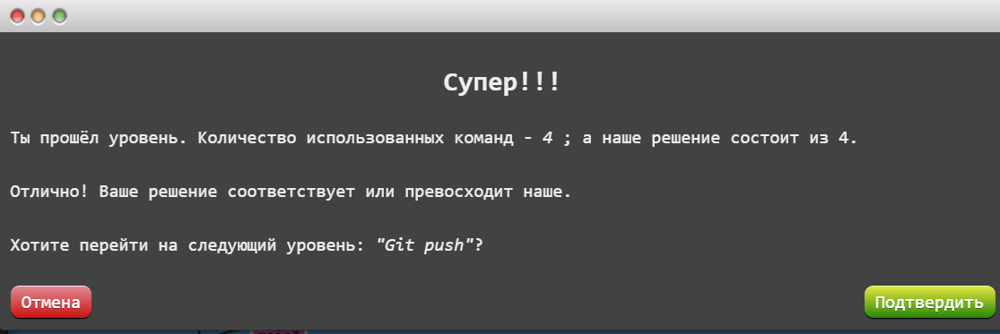 Супер!!!
Ты прошёл уровень. Количество использованных команд - 4 ; а наше решение состоит из 4.
Отлично! Ваше решение соответствует или превосходит наше.
Хотите перейти на следующий уровень: "Git push"?
Отмена
Подтвердить